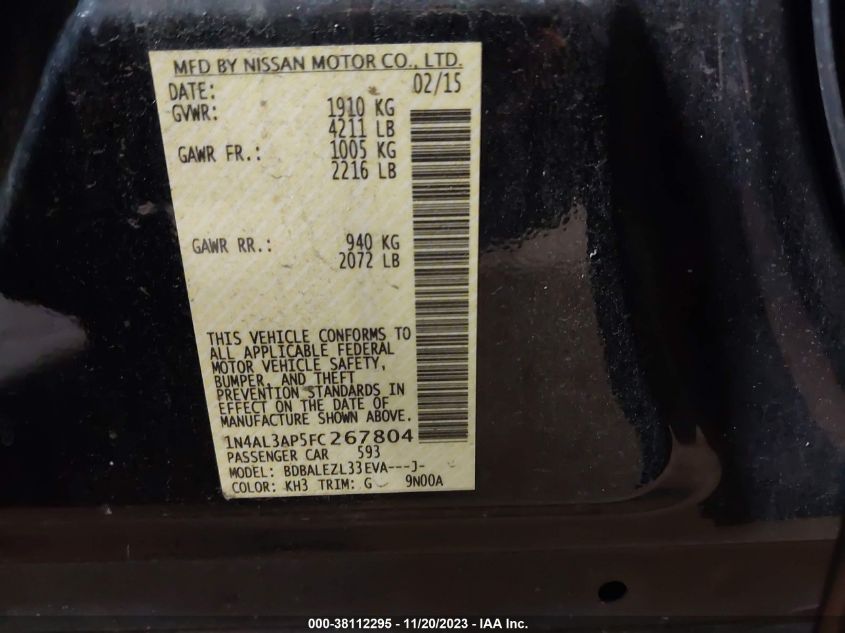 MFD BY NISSAN MOTOR CO., LTD.
DATE: 02/15
GVWR: 1910 KG
4211 LB
GAWR FR.: 1005 KG
2216 LB
GAWR RR.: 940 KG
2072 LB
THIS VEHICLE CONFORMS TO
ALL APPLICABLE FEDERAL
MOTOR VEHICLE SAFETY,
BUMPER, AND THEFT
PREVENTION STANDARDS IN
EFFECT ON THE DATE OF
MANUFACTURE SHOWN ABOVE.
1N4AL3AP5FC267804
PASSENGER CAR 593
MODEL: BDBALEZL33EVA---J-
COLOR: KH3 TRIM: G 9N00A
000-38112295 - 11/20/2023 - IAA Inc.